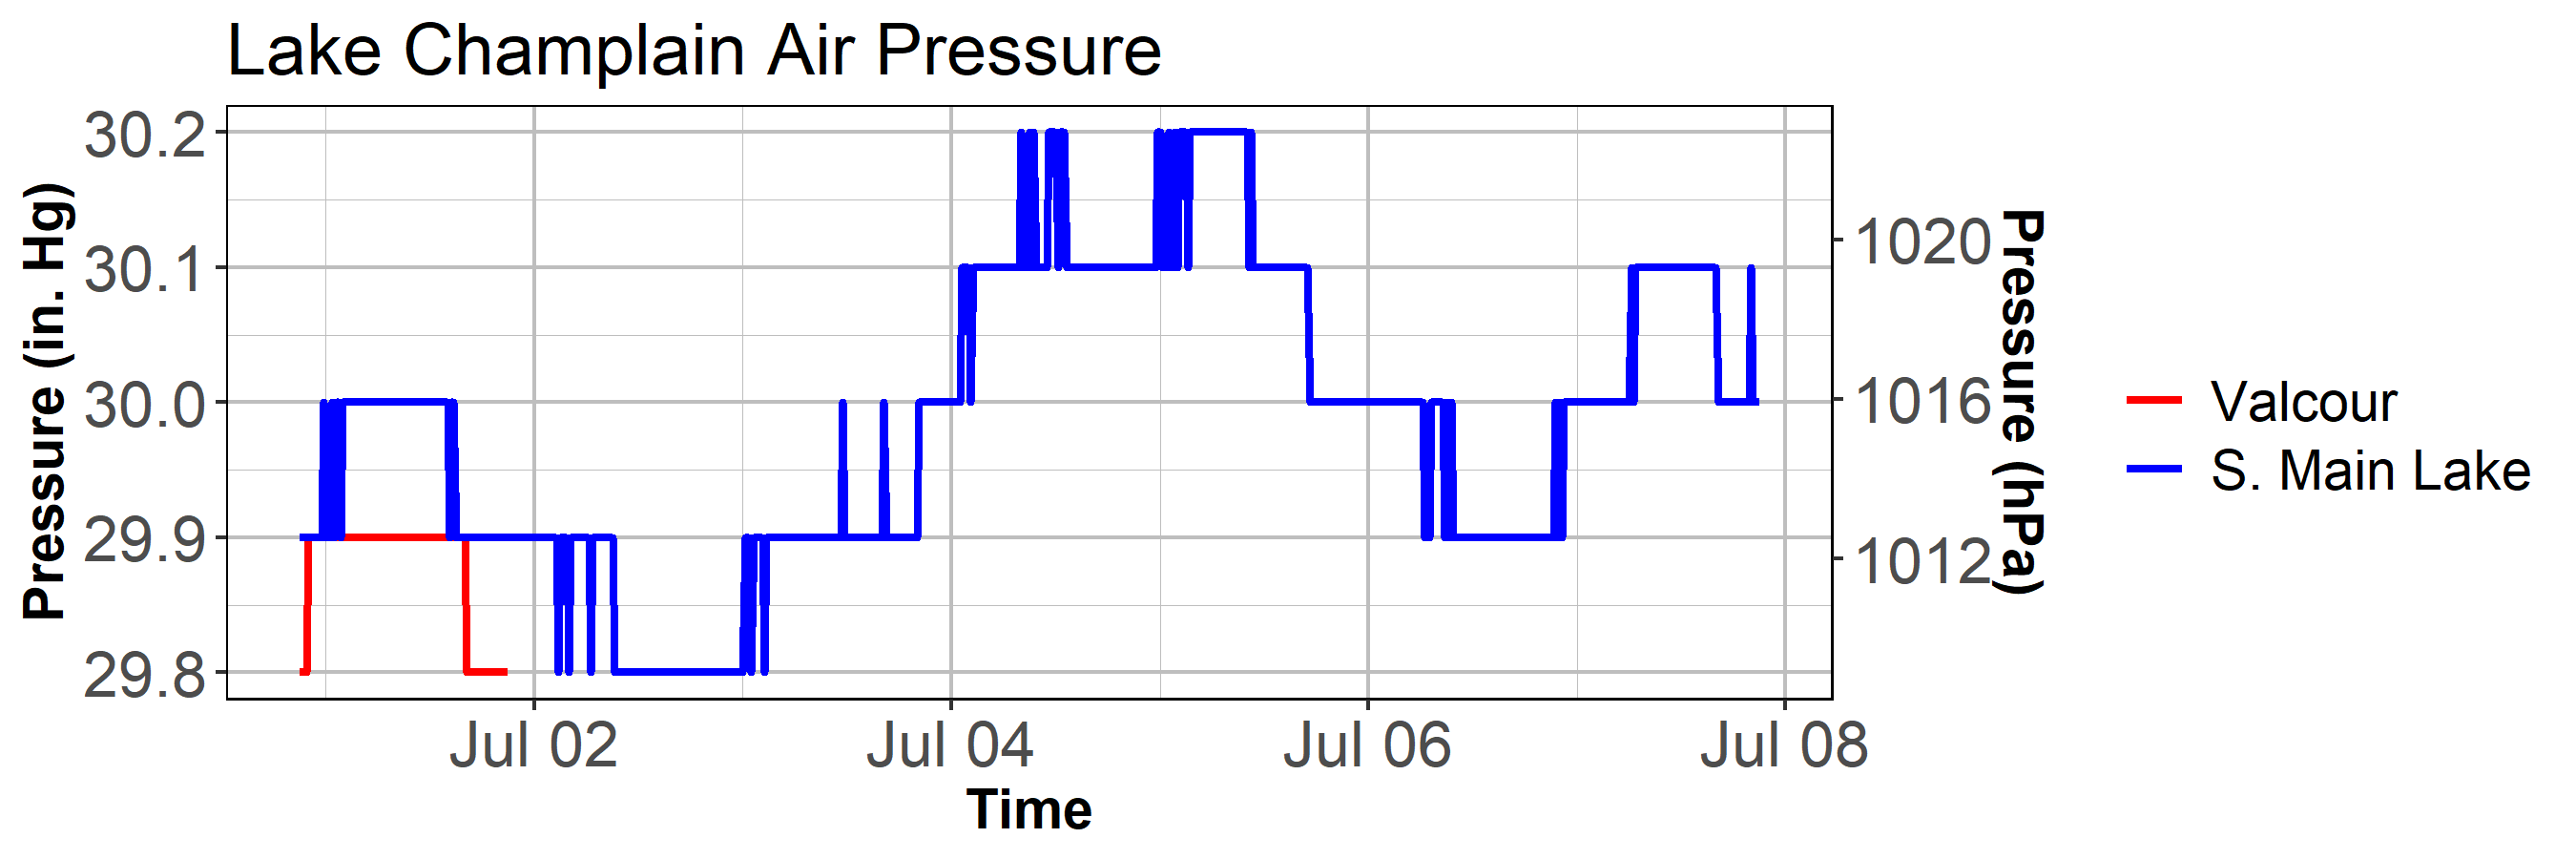 Lake Champlain Air Pressure
Pressure (in. Hg)
30.2
30.1
30.0
29.9
29.8
Jul 02
Jul 04
Jul 06
Jul 08
Time
1020
1016
1012
Pressure (hPa)
Valcour
S. Main Lake